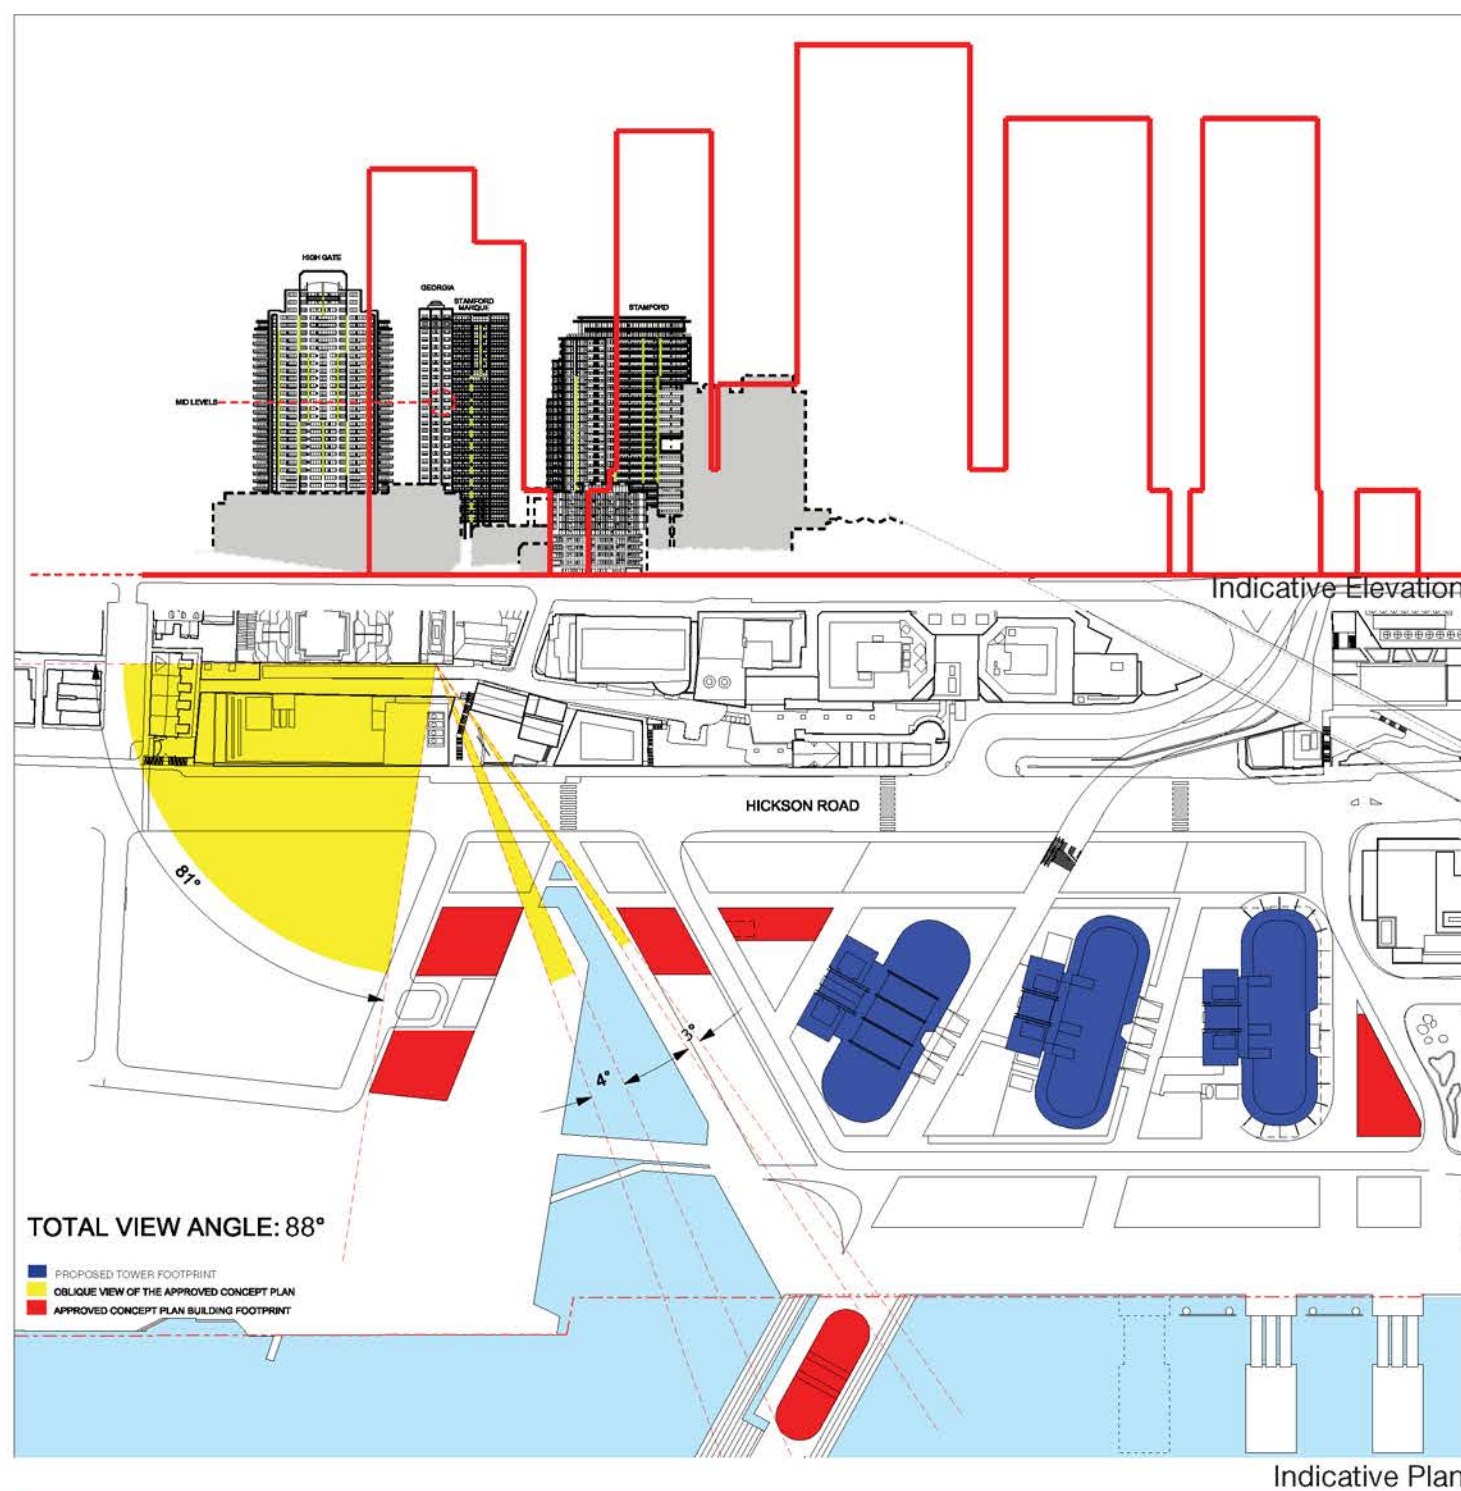 HIGH GATE
GEORGIA
STAMFORD
MARQUE
STAMFORD
MID LEVELS
Indicative Elevation
HICKSON ROAD
81°
3°
4°
TOTAL VIEW ANGLE: 88°
PROPOSED TOWER FOOTPRINT
OBLIQUE VIEW OF THE APPROVED CONCEPT PLAN
APPROVED CONCEPT PLAN BUILDING FOOTPRINT
Indicative Plan